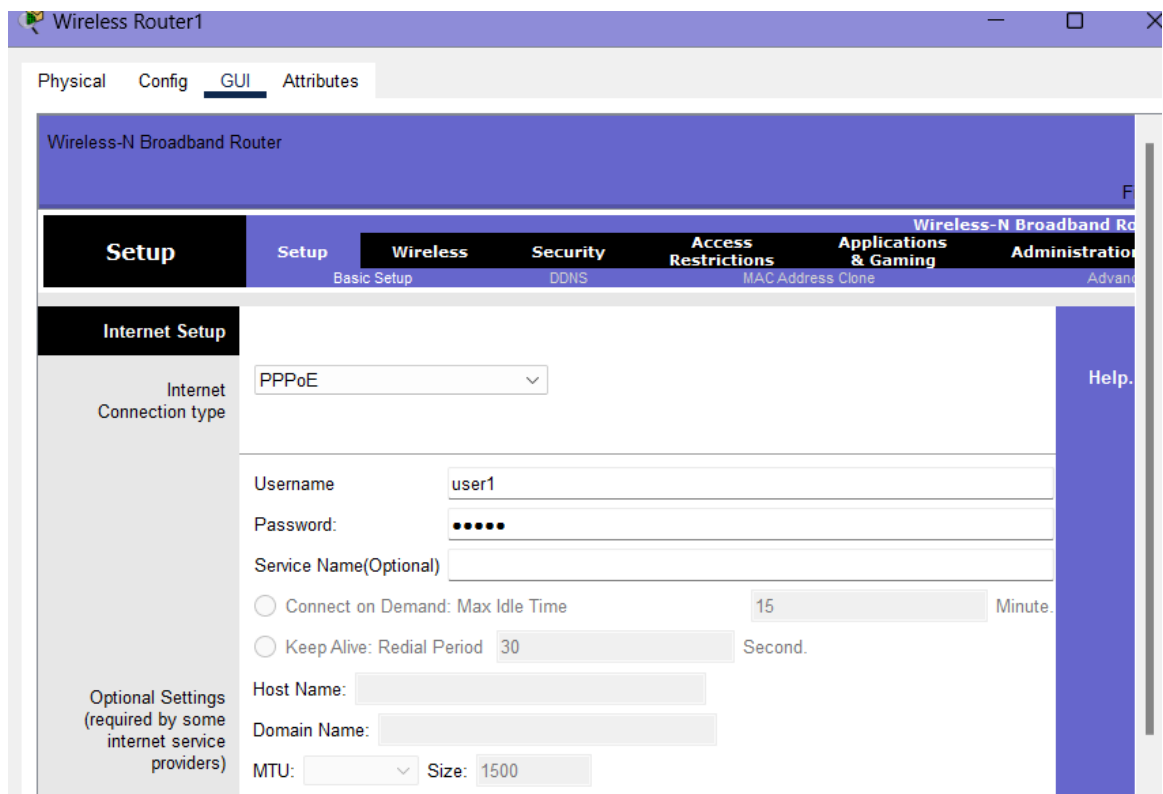 Wireless Router1
Physical Config GUI Attributes
Wireless-N Broadband Router
F
Wireless-N Broadband Ro
Setup
Setup Wireless Security Access Restrictions Applications & Gaming Administration
Basic Setup DDNS MAC Address Clone Advanc
Internet Setup
Internet
Connection type
PPPoE
Help.
Username user1
Password: •••••
Service Name(Optional)
Connect on Demand: Max Idle Time 15 Minute.
Keep Alive: Redial Period 30 Second.
Optional Settings
(required by some
internet service
providers)
Host Name:
Domain Name:
MTU: Size: 1500